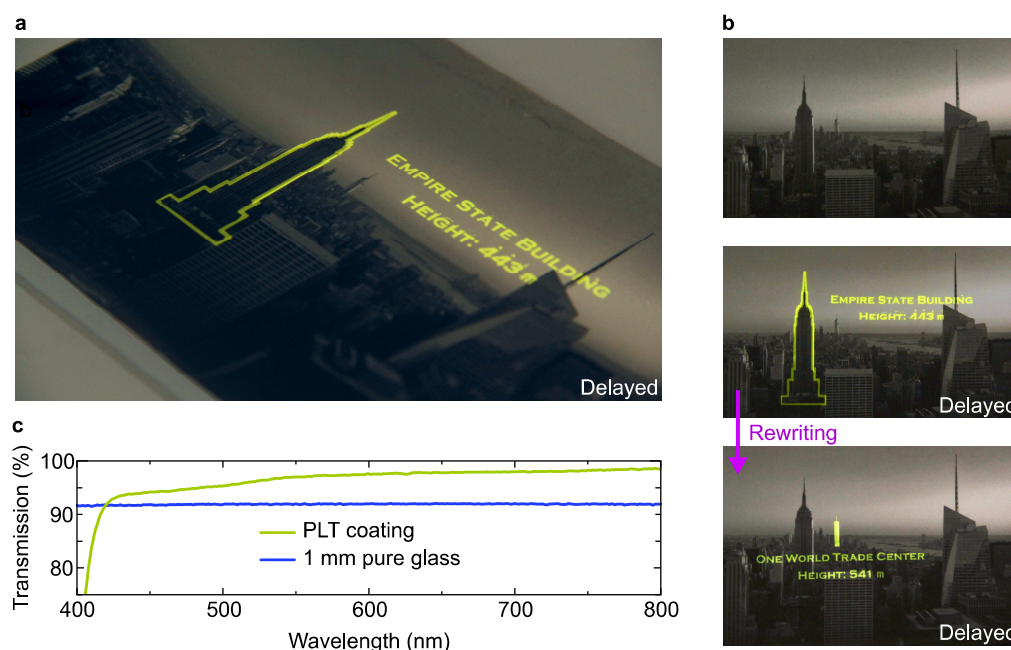 a
b
EMPIRE STATE BUILDING
HEIGHT: 443 m
Delayed
b
EMPIRE STATE BUILDING
HEIGHT: 443 m
Delayed
Rewriting
ONE WORLD TRADE CENTER
HEIGHT: 541 m
Delayed
c
Transmission (%)
100
90
80
PLT coating
1 mm pure glass
400
500
600
700
800
Wavelength (nm)